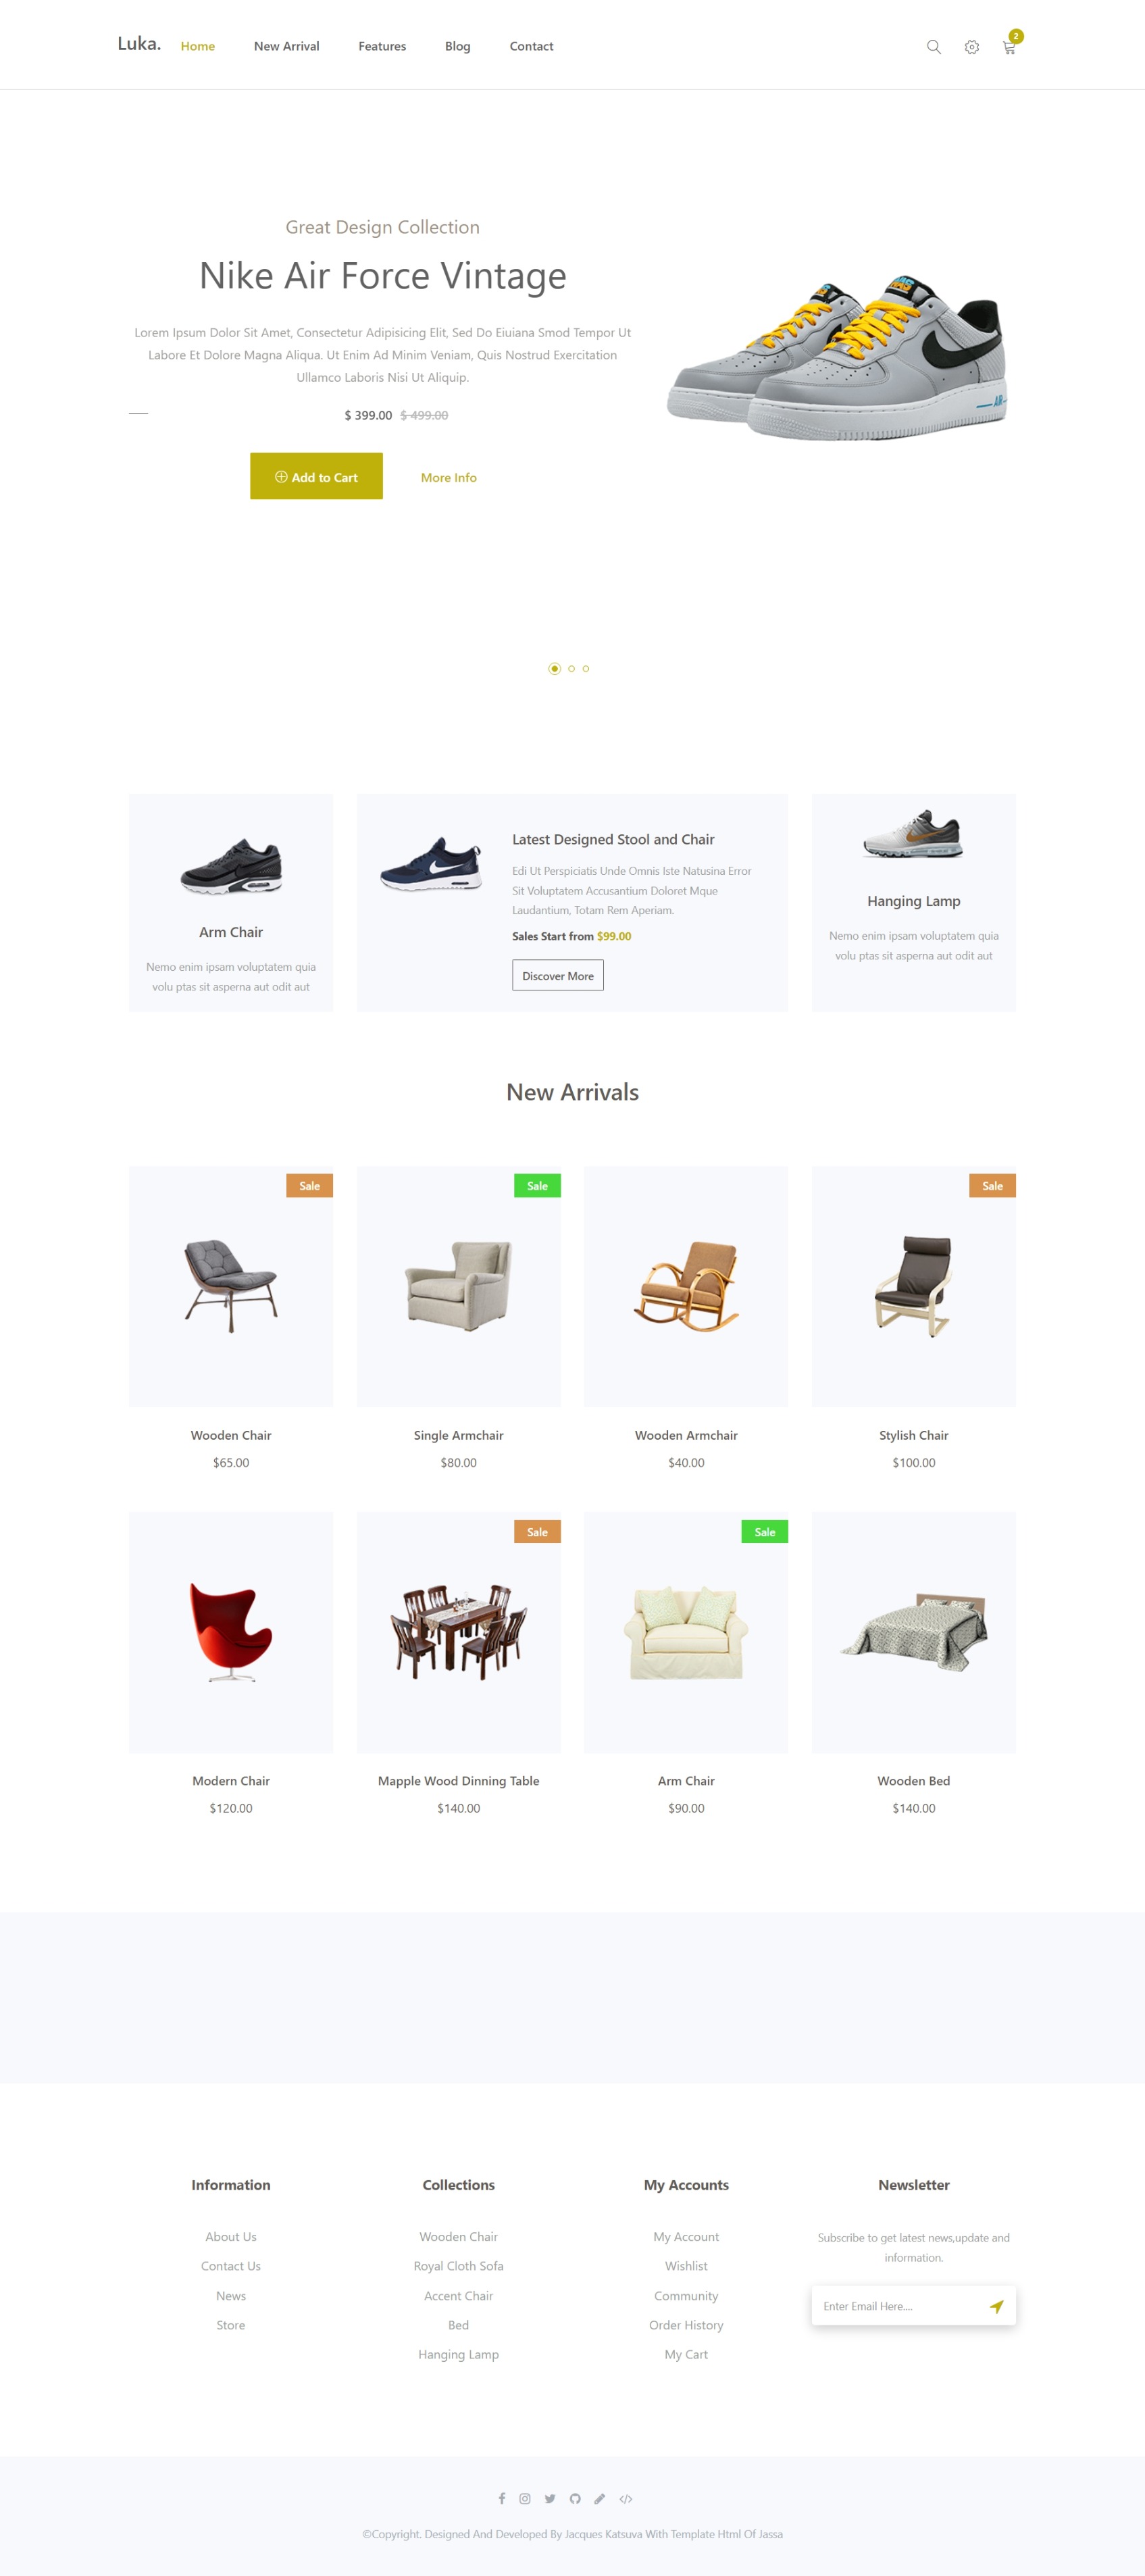 Luka. Home New Arrival Features Blog Contact
2
Great Design Collection
Nike Air Force Vintage
Lorem Ipsum Dolor Sit Amet, Consectetur Adipisicing Elit, Sed Do Eiuiana Smod Tempor Ut
Labore Et Dolore Magna Aliqua. Ut Enim Ad Minim Veniam, Quis Nostrud Exercitation
Ullamco Laboris Nisi Ut Aliquip.
$ 399.00 $ 499.00
Add to Cart More Info
AIR
Arm Chair
Nemo enim ipsam voluptatem quia
volu ptas sit asperna aut odit aut
Latest Designed Stool and Chair
Edi Ut Perspiciatis Unde Omnis Iste Natusina Error
Sit Voluptatem Accusantium Doloret Mque
Laudantium, Totam Rem Aperiam.
Sales Start from $99.00
Discover More
Hanging Lamp
Nemo enim ipsam voluptatem quia
volu ptas sit asperna aut odit aut
New Arrivals
Sale Sale Sale
Wooden Chair Single Armchair Wooden Armchair Stylish Chair
$65.00 $80.00 $40.00 $100.00
Sale Sale
Modern Chair Mapple Wood Dinning Table Arm Chair Wooden Bed
$120.00 $140.00 $90.00 $140.00
Information
About Us
Contact Us
News
Store
Collections
Wooden Chair
Royal Cloth Sofa
Accent Chair
Bed
Hanging Lamp
My Accounts
My Account
Wishlist
Community
Order History
My Cart
Newsletter
Subscribe to get latest news,update and
information.
Enter Email Here....
©Copyright. Designed And Developed By Jacques Katsuva With Template Html Of Jassa